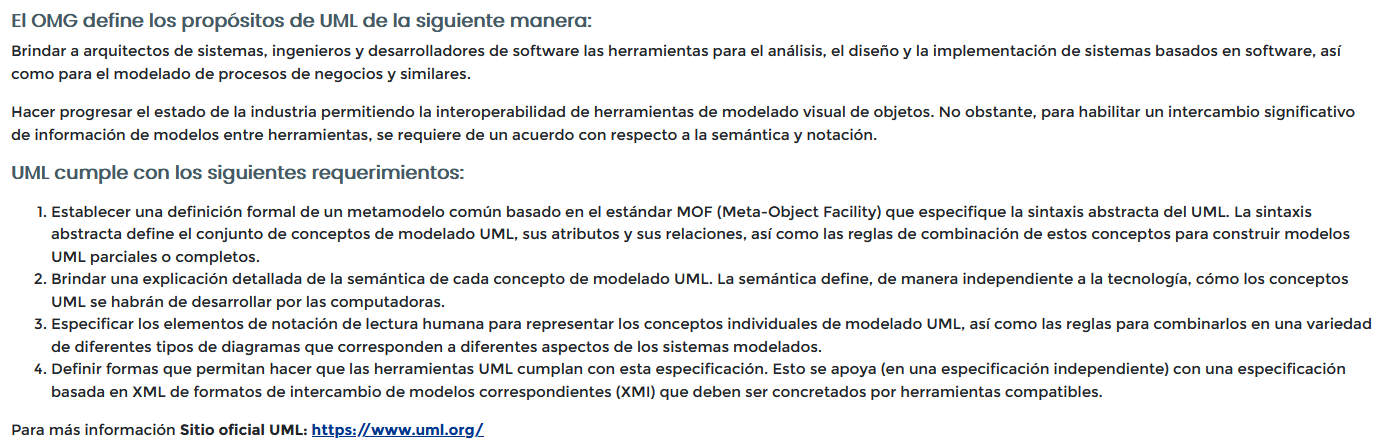 El OMG define los propósitos de UML de la siguiente manera:
Brindar a arquitectos de sistemas, ingenieros y desarrolladores de software las herramientas para el análisis, el diseño y la implementación de sistemas basados en software, así
como para el modelado de procesos de negocios y similares.
Hacer progresar el estado de la industria permitiendo la interoperabilidad de herramientas de modelado visual de objetos. No obstante, para habilitar un intercambio significativo
de información de modelos entre herramientas, se requiere de un acuerdo con respecto a la semántica y notación.
UML cumple con los siguientes requerimientos:
1. Establecer una definición formal de un metamodelo común basado en el estándar MOF (Meta-Object Facility) que especifique la sintaxis abstracta del UML. La sintaxis
abstracta define el conjunto de conceptos de modelado UML, sus atributos y sus relaciones, así como las reglas de combinación de estos conceptos para construir modelos
UML parciales o completos.
2. Brindar una explicación detallada de la semántica de cada concepto de modelado UML. La semántica define, de manera independiente a la tecnología, cómo los conceptos
UML se habrán de desarrollar por las computadoras.
3. Especificar los elementos de notación de lectura humana para representar los conceptos individuales de modelado UML, así como las reglas para combinarlos en una variedad
de diferentes tipos de diagramas que corresponden a diferentes aspectos de los sistemas modelados.
4. Definir formas que permitan hacer que las herramientas UML cumplan con esta especificación. Esto se apoya (en una especificación independiente) con una especificación
basada en XML de formatos de intercambio de modelos correspondientes (XMI) que deben ser concretados por herramientas compatibles.
Para más información Sitio oficial UML: https://www.uml.org/